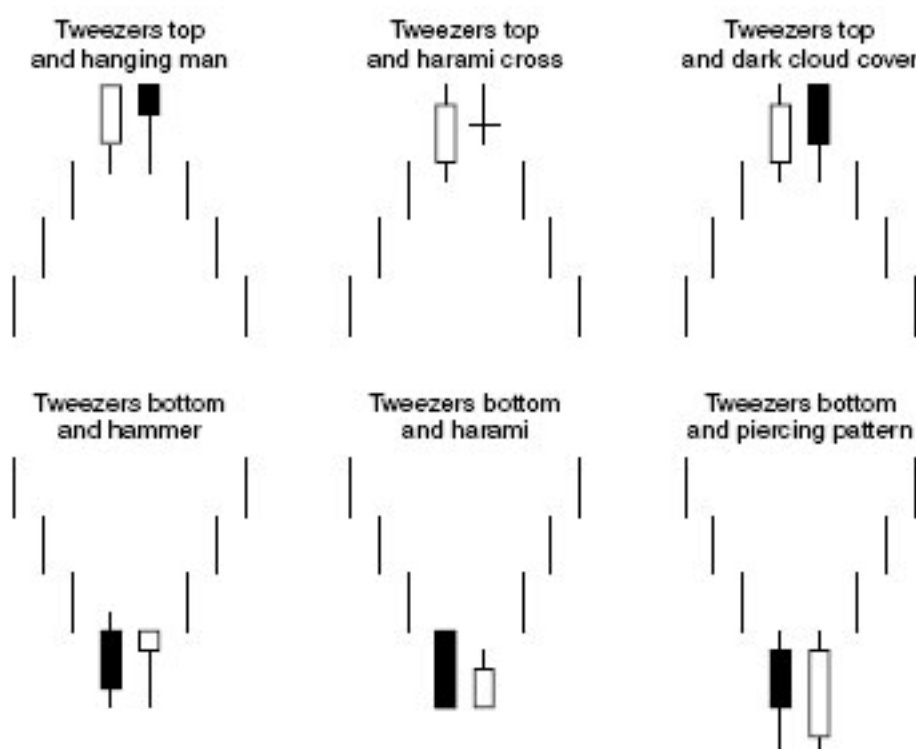 Tweezers top
and hanging man
Tweezers top
and harami cross
Tweezers top
and dark cloud cover
Tweezers bottom
and hammer
Tweezers bottom
and harami
Tweezers bottom
and piercing pattern